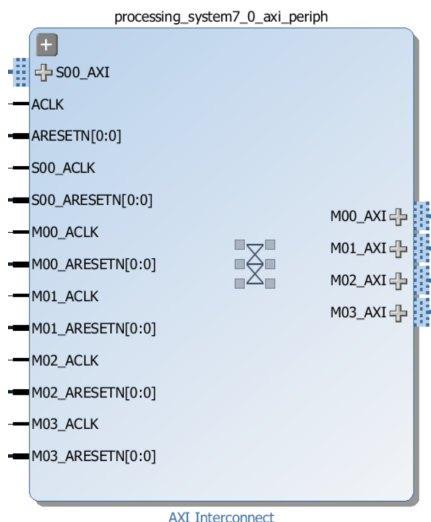 processing_system7_0_axi_periph
S00_AXI
ACLK
ARESETN[0:0]
S00_ACLK
S00_ARESETN[0:0]
M00_ACLK
M00_ARESETN[0:0]
M01_ACLK
M01_ARESETN[0:0]
M02_ACLK
M02_ARESETN[0:0]
M03_ACLK
M03_ARESETN[0:0]
M00_AXI
M01_AXI
M02_AXI
M03_AXI
AXI Interconnect